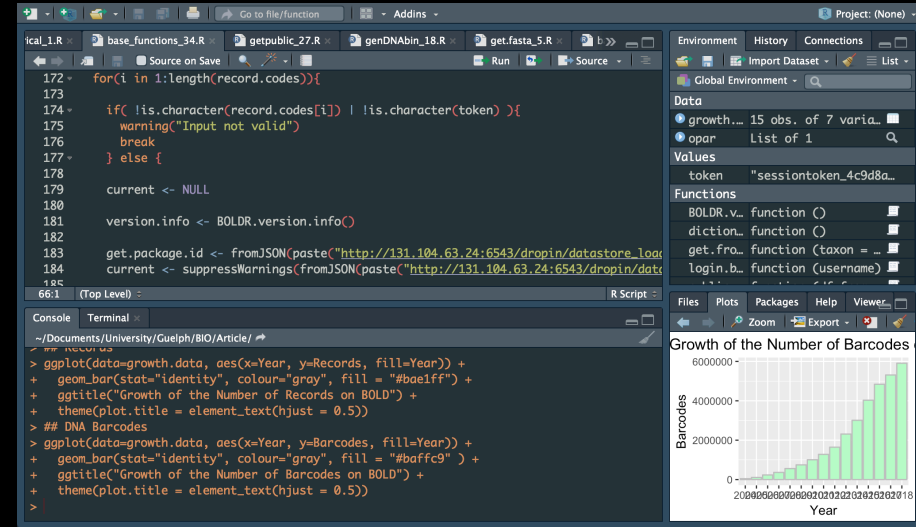 Go to file/function
Addins
Project: (None)
ical_1.R
base_functions_34.R
getpublic_27.R
genDNAbin_18.R
get.fasta_5.R
b
Source on Save
Run
Source
172 for(i in 1:length(record.codes)){
173
174 if( !is.character(record.codes[i]) | !is.character(token) ){
175 warning("Input not valid")
176 break
177 } else {
178
179 current <- NULL
180
181 version.info <- BOLDR.version.info()
182
183 get.package.id <- fromJSON(paste("http://131.104.63.24:6543/dropin/datastore_load
184 current <- suppressWarnings(fromJSON(paste("http://131.104.63.24:6543/dropin/data
185
66:1 (Top Level)
R Script
Console Terminal
~/Documents/University/Guelph/BIO/Article/
> ## Records
> ggplot(data=growth.data, aes(x=Year, y=Records, fill=Year)) +
+ geom_bar(stat="identity", colour="gray", fill = "#bae1ff") +
+ ggtitle("Growth of the Number of Records on BOLD") +
+ theme(plot.title = element_text(hjust = 0.5))
> ## DNA Barcodes
> ggplot(data=growth.data, aes(x=Year, y=Barcodes, fill=Year)) +
+ geom_bar(stat="identity", colour="gray", fill = "#baffc9" ) +
+ ggtitle("Growth of the Number of Barcodes on BOLD") +
+ theme(plot.title = element_text(hjust = 0.5))
>
Environment History Connections
Import Dataset
List
Global Environment
Data
growth.… 15 obs. of 7 varia…
opar List of 1
Values
token "sessiontoken_4c9d8a…
Functions
BOLDR.v… function ()
diction… function ()
get.fro… function (taxon = …
login.b… function (username)
Files Plots Packages Help Viewer
Zoom Export
Growth of the Number of Barcodes
Barcodes
6000000
4000000
2000000
0
Year